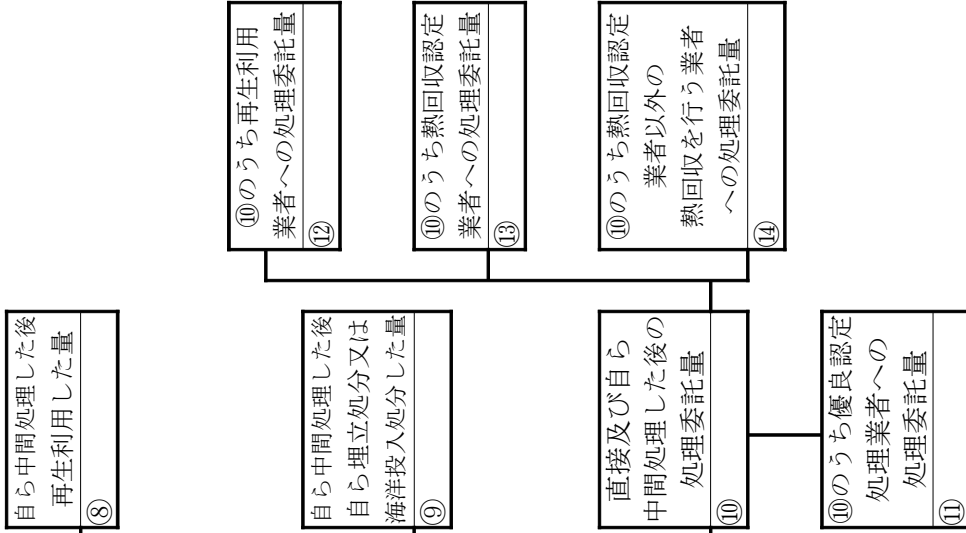 自ら中間処理した後
再生利用した量
⑧
自ら中間処理した後
自ら埋立処分又は
海洋投入処分した量
⑨
直接及び自ら
中間処理した後の
処理委託量
⑩
⑩のうち優良認定
処理業者への
処理委託量
⑪
⑩のうち再生利用
業者への処理委託量
⑫
⑩のうち熱回収認定
業者への処理委託量
⑬
⑩のうち熱回収認定
業者以外の
熱回収を行う業者
への処理委託量
⑭